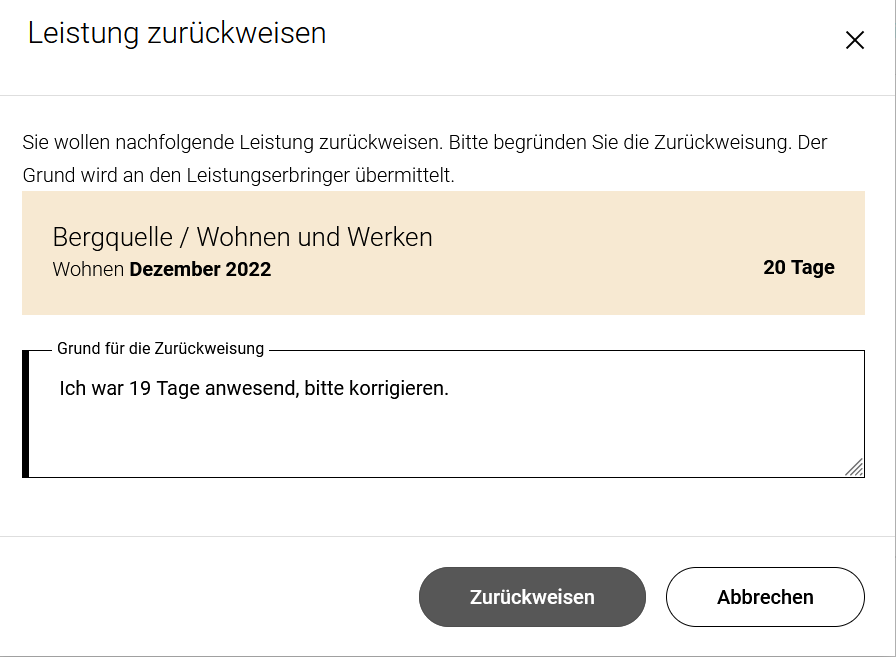 Leistung zurückweisen
Sie wollen nachfolgende Leistung zurückweisen. Bitte begründen Sie die Zurückweisung. Der
Grund wird an den Leistungserbringer übermittelt.
Bergquelle / Wohnen und Werken
Wohnen Dezember 2022
20 Tage
Grund für die Zurückweisung
Ich war 19 Tage anwesend, bitte korrigieren.
Zurückweisen
Abbrechen